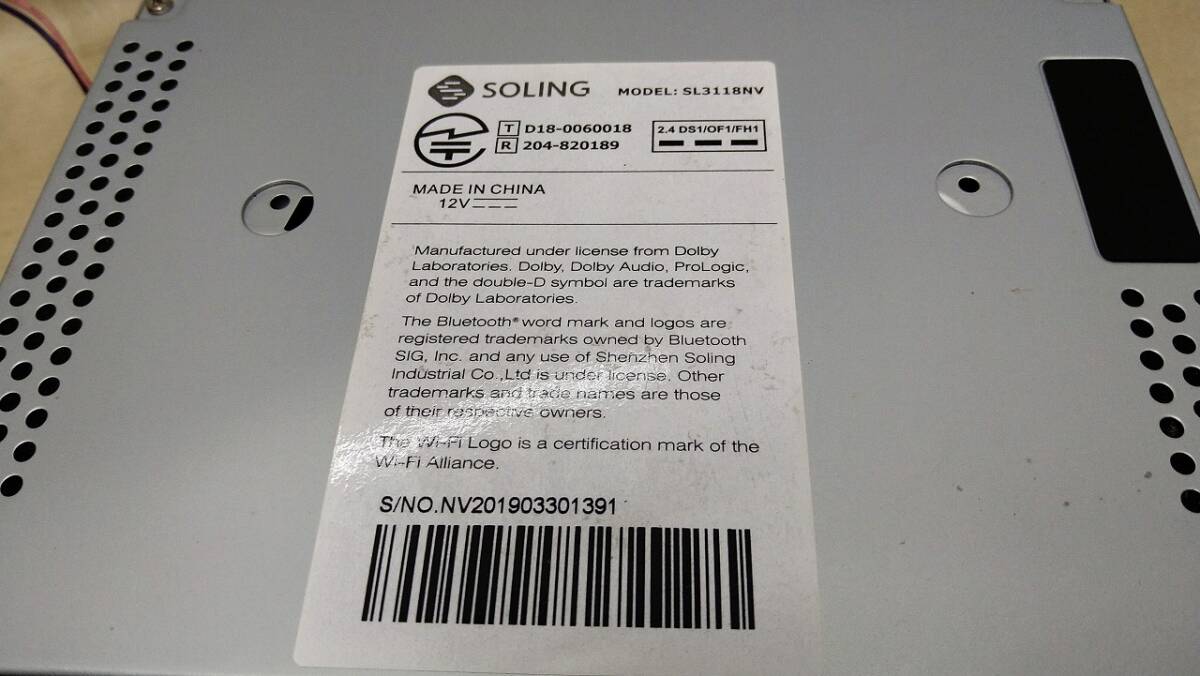 SOLING MODEL: SL3118NV
T D18-0060018
R 204-820189
2.4 DS1/OF1/FH1
MADE IN CHINA
12V
Manufactured under license from Dolby
Laboratories. Dolby, Dolby Audio, ProLogic,
and the double-D symbol are trademarks
of Dolby Laboratories.
The Bluetooth® word mark and logos are
registered trademarks owned by Bluetooth
SIG, Inc. and any use of Shenzhen Soling
Industrial Co.,Ltd is under license. Other
trademarks and trade names are those
of their respective owners.
The Wi-Fi Logo is a certification mark of the
Wi-Fi Alliance.
S/NO.NV201903301391